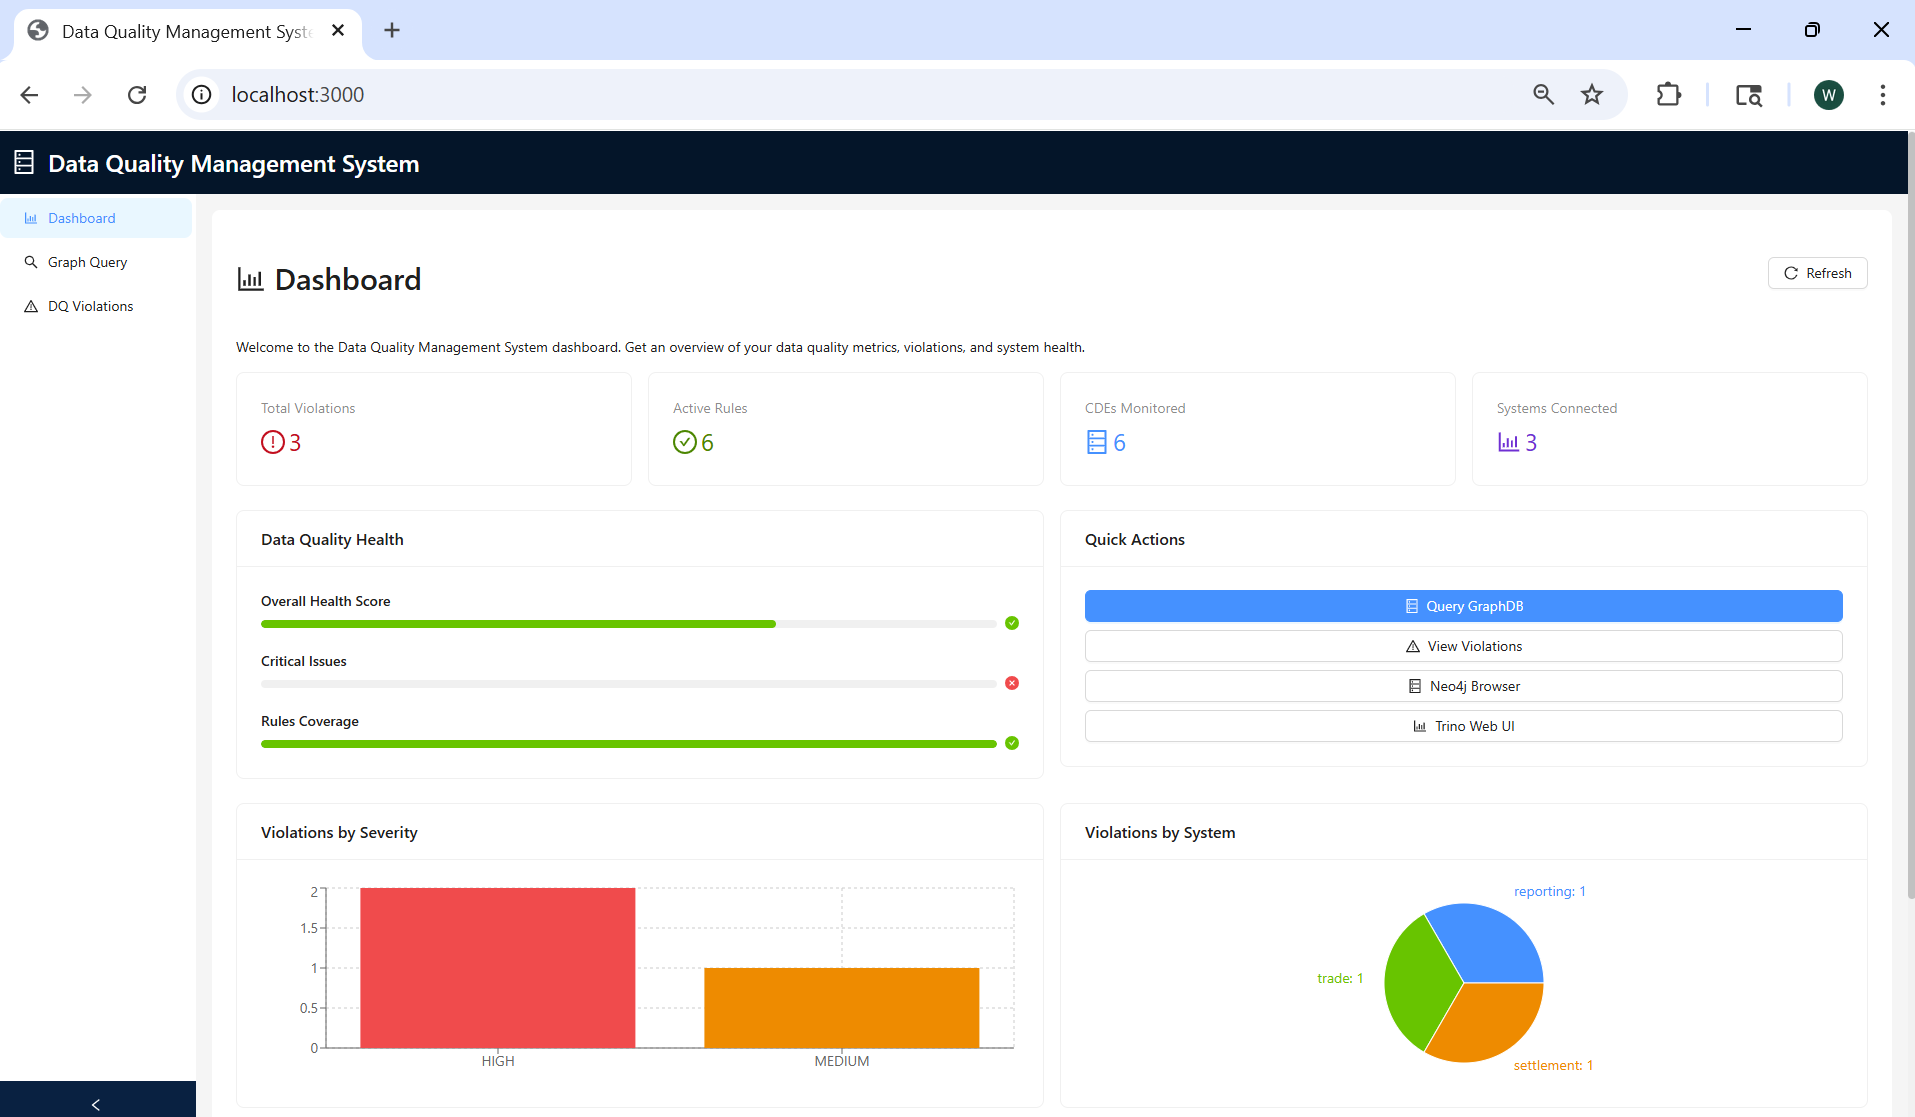 Data Quality Management Syst
localhost:3000
W
Data Quality Management System
Dashboard
Graph Query
DQ Violations
Dashboard
Refresh
Welcome to the Data Quality Management System dashboard. Get an overview of your data quality metrics, violations, and system health.
Total Violations
3
Active Rules
6
CDEs Monitored
6
Systems Connected
3
Data Quality Health
Overall Health Score
Critical Issues
Rules Coverage
Quick Actions
Query GraphDB
View Violations
Neo4j Browser
Trino Web UI
Violations by Severity
2
1.5
1
0.5
0
HIGH
MEDIUM
Violations by System
reporting: 1
trade: 1
settlement: 1